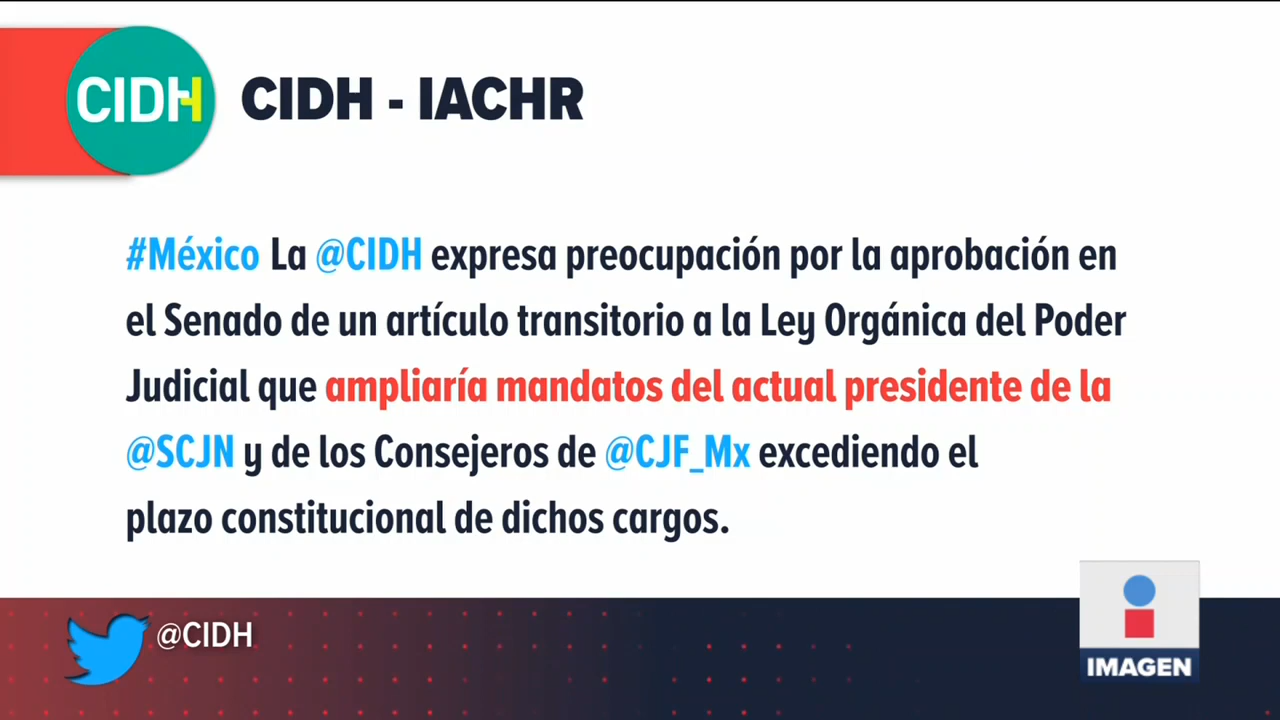 CIDH
CIDH - IACHR
#México La @CIDH expresa preocupación por la aprobación en
el Senado de un artículo transitorio a la Ley Orgánica del Poder
Judicial que ampliaría mandatos del actual presidente de la
@SCJN y de los Consejeros de @CJF_Mx excediendo el
plazo constitucional de dichos cargos.
@CIDH
IMAGEN